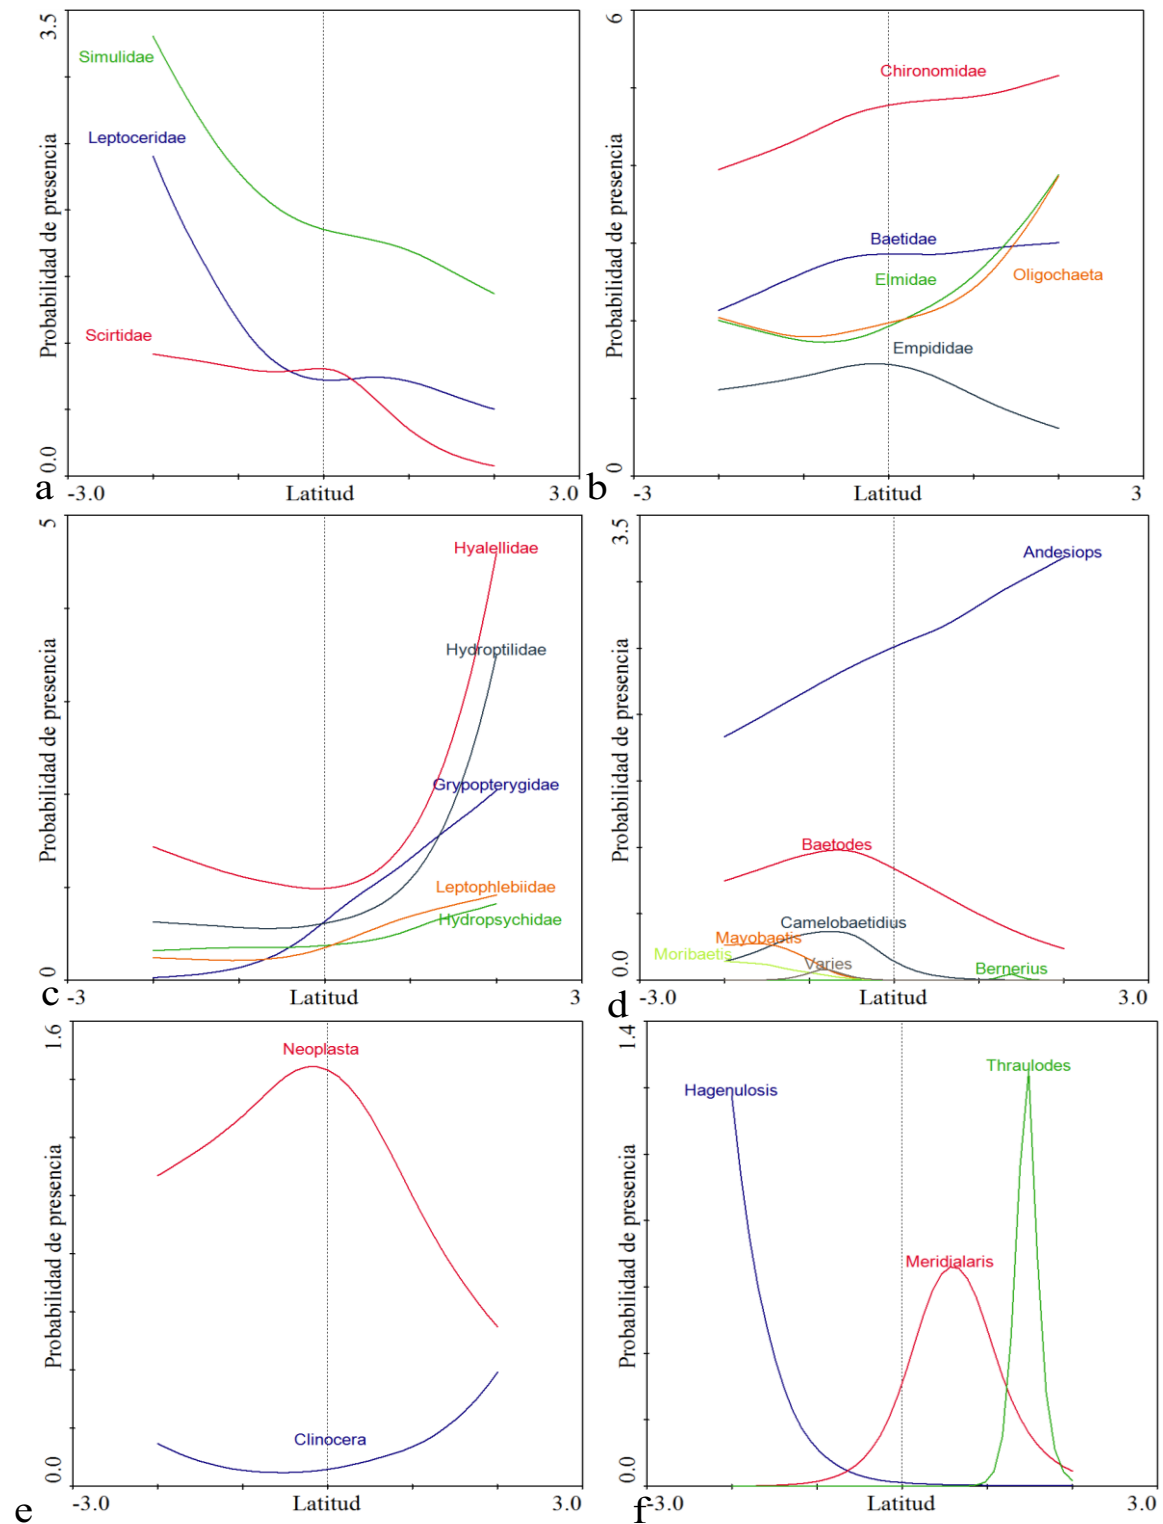 3.5
Simulidae
Leptoceridae
Scirtidae
Probabilidad de presencia
0.0
a
-3.0
Latitud
3.0
6
Chironomidae
Baetidae
Elmidae
Oligochaeta
Empididae
Probabilidad de presencia
0
b
-3
Latitud
3
5
Hyalellidae
Hydroptilidae
Grypopterygidae
Leptophlebiidae
Hydropsychidae
Probabilidad de presencia
0
c
-3
Latitud
3
3.5
Andesiops
Baetodes
Camelobaetidius
Mayobaetis
Moribaetis
Varies
Bernerius
Probabilidad de presencia
0.0
d
-3.0
Latitud
3.0
1.6
Neoplasta
Clinocera
Probabilidad de presencia
0.0
e
-3.0
Latitud
3.0
1.4
Thraulodes
Hagenulosis
Meridialaris
Probabilidad de presencia
0.0
f
-3.0
Latitud
3.0